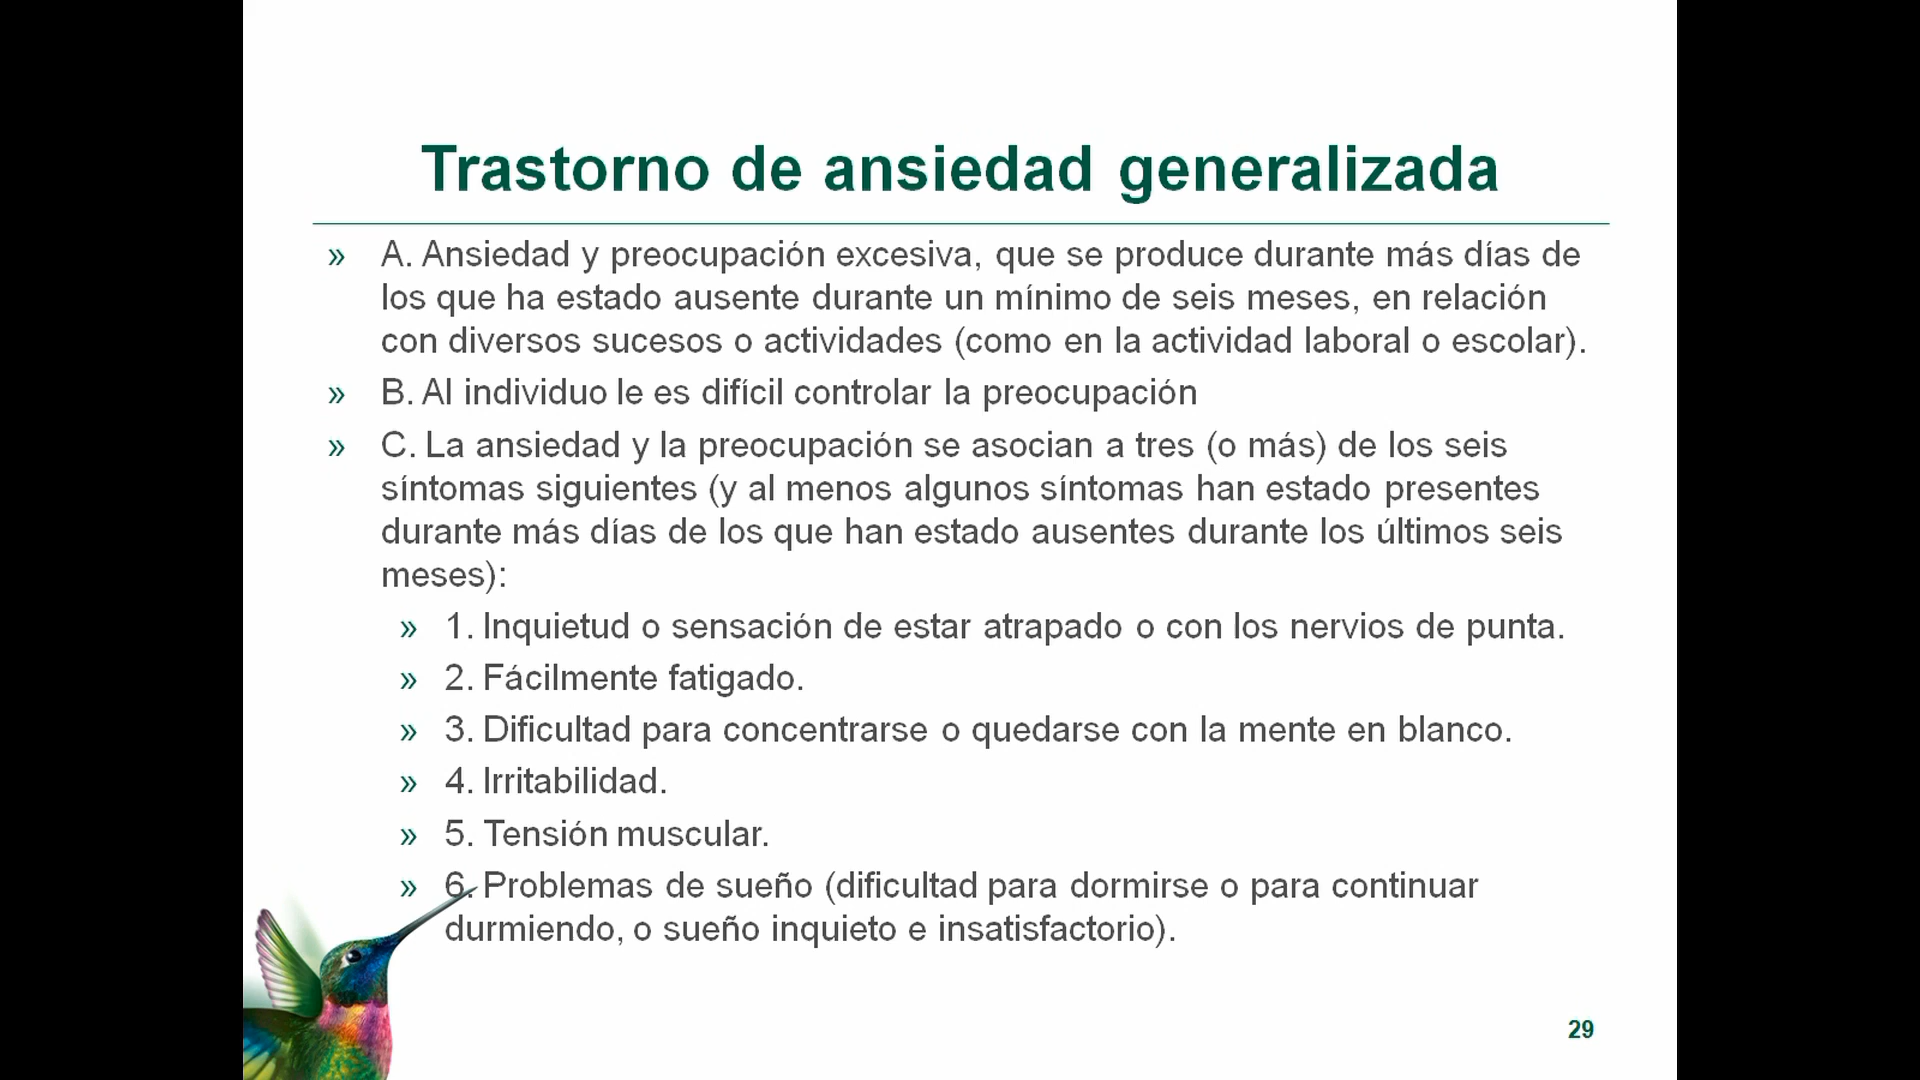 Trastorno de ansiedad generalizada
» A. Ansiedad y preocupación excesiva, que se produce durante más días de
los que ha estado ausente durante un mínimo de seis meses, en relación
con diversos sucesos o actividades (como en la actividad laboral o escolar).
» B. Al individuo le es difícil controlar la preocupación
» C. La ansiedad y la preocupación se asocian a tres (o más) de los seis
síntomas siguientes (y al menos algunos síntomas han estado presentes
durante más días de los que han estado ausentes durante los últimos seis
meses):
» 1. Inquietud o sensación de estar atrapado o con los nervios de punta.
» 2. Fácilmente fatigado.
» 3. Dificultad para concentrarse o quedarse con la mente en blanco.
» 4. Irritabilidad.
» 5. Tensión muscular.
» 6. Problemas de sueño (dificultad para dormirse o para continuar
durmiendo, o sueño inquieto e insatisfactorio).
29